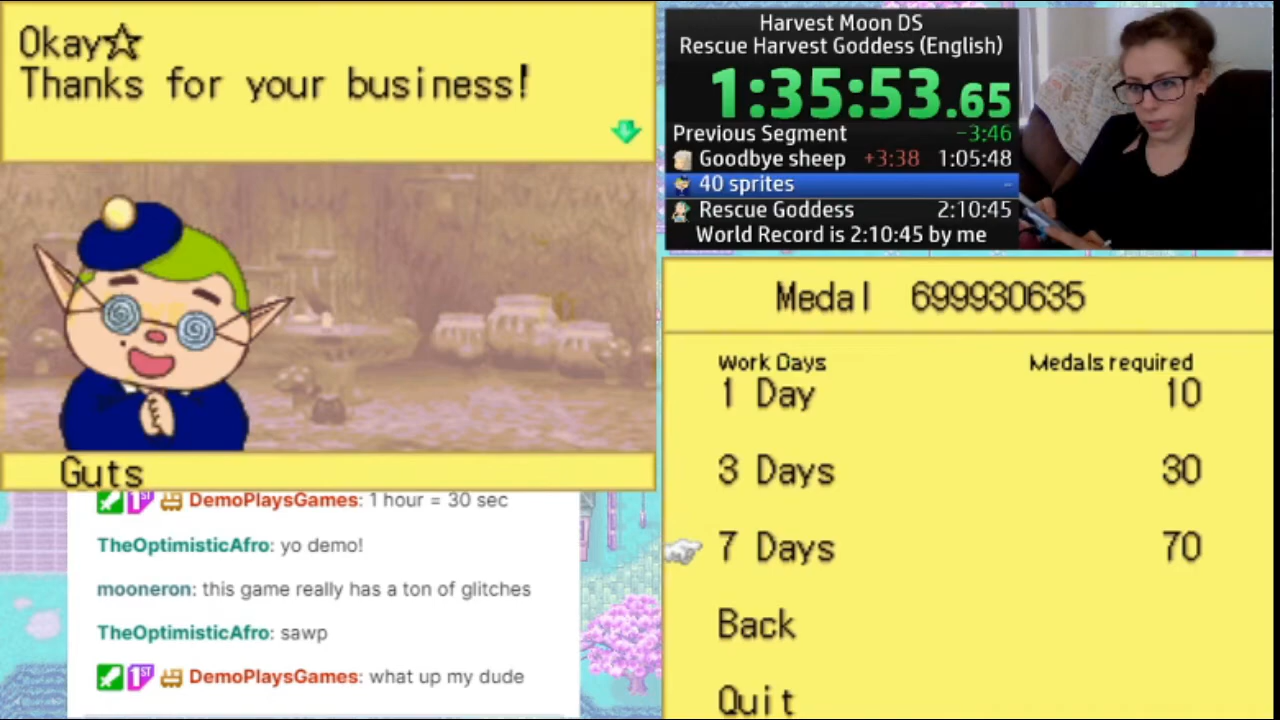 Okay☆
Thanks for your business!
Guts
Harvest Moon DS
Rescue Harvest Goddess (English)
1:35:53.65
Previous Segment -3:46
Goodbye sheep +3:38 1:05:48
40 sprites -
Rescue Goddess 2:10:45
World Record is 2:10:45 by me
Medal 699930635
Work Days Medals required
1 Day 10
3 Days 30
7 Days 70
Back
Quit
1ST DemoPlaysGames: 1 hour = 30 sec
TheOptimisticAfro: yo demo!
mooneron: this game really has a ton of glitches
TheOptimisticAfro: sawp
1ST DemoPlaysGames: what up my dude